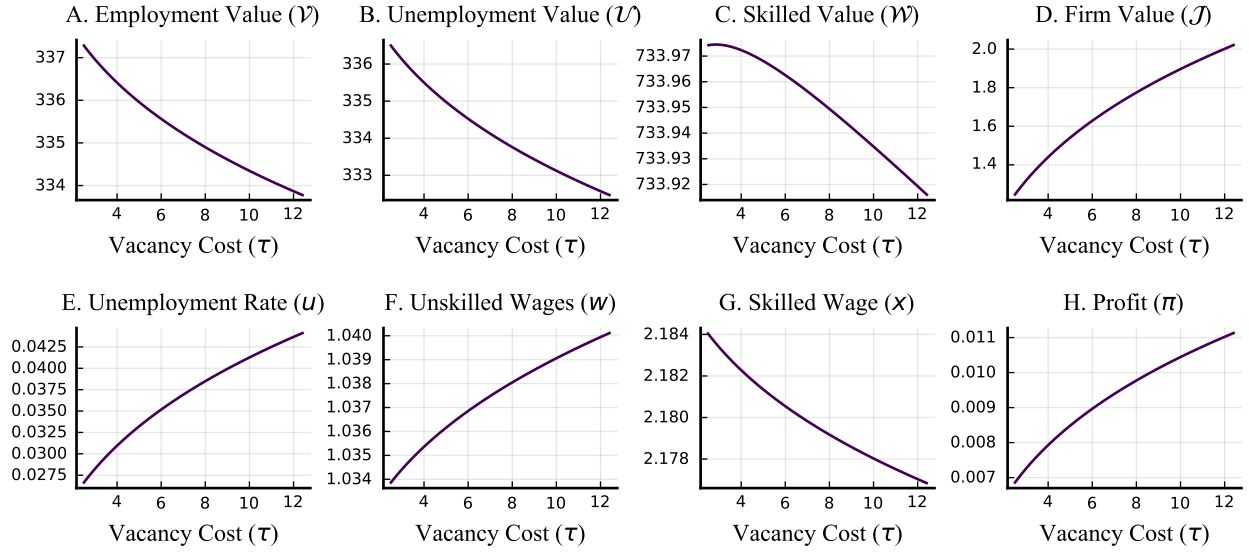 A. Employment Value (𝒱)
337
336
335
334
4 6 8 10 12
Vacancy Cost (τ)
B. Unemployment Value (𝒰)
336
335
334
333
4 6 8 10 12
Vacancy Cost (τ)
C. Skilled Value (𝒲)
733.97
733.96
733.95
733.94
733.93
733.92
4 6 8 10 12
Vacancy Cost (τ)
D. Firm Value (𝒥)
2.0
1.8
1.6
1.4
4 6 8 10 12
Vacancy Cost (τ)
E. Unemployment Rate (u)
0.0425
0.0400
0.0375
0.0350
0.0325
0.0300
0.0275
4 6 8 10 12
Vacancy Cost (τ)
F. Unskilled Wages (w)
1.040
1.039
1.038
1.037
1.036
1.035
1.034
4 6 8 10 12
Vacancy Cost (τ)
G. Skilled Wage (x)
2.184
2.182
2.180
2.178
4 6 8 10 12
Vacancy Cost (τ)
H. Profit (π)
0.011
0.010
0.009
0.008
0.007
4 6 8 10 12
Vacancy Cost (τ)